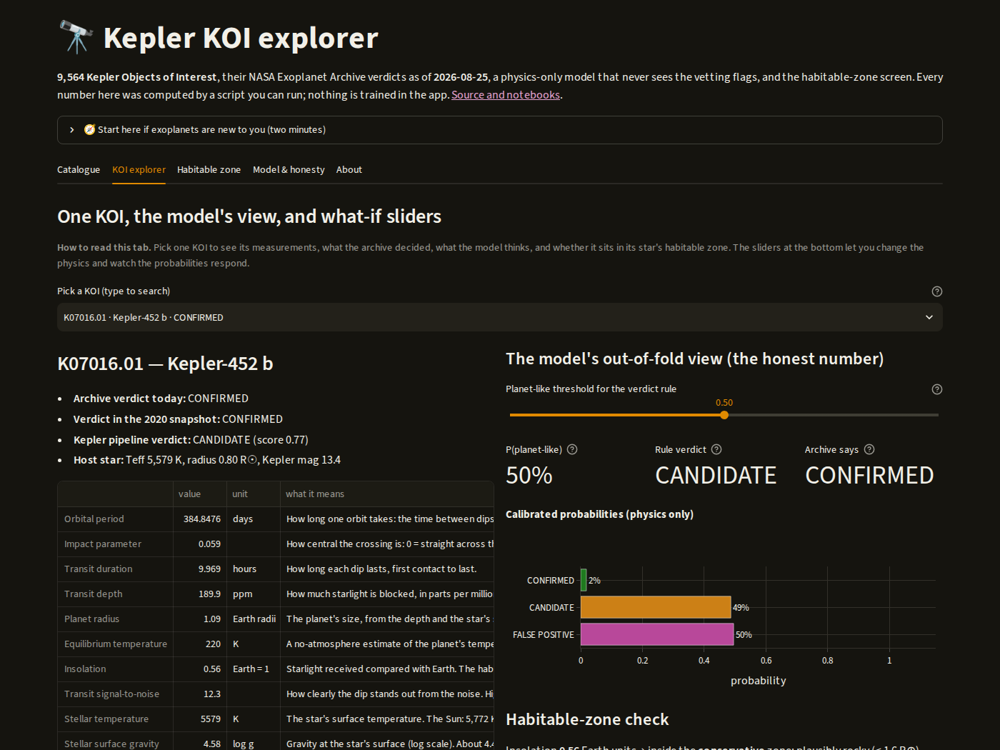 🔭 Kepler KOI explorer
9,564 Kepler Objects of Interest, their NASA Exoplanet Archive verdicts as of 2026-08-25, a physics-only model that never sees the vetting flags, and the habitable-zone screen. Every
number here was computed by a script you can run; nothing is trained in the app. Source and notebooks.
🧭 Start here if exoplanets are new to you (two minutes)
Catalogue KOI explorer Habitable zone Model & honesty About
One KOI, the model's view, and what-if sliders
How to read this tab. Pick one KOI to see its measurements, what the archive decided, what the model thinks, and whether it sits in its star's habitable zone. The sliders at the bottom let you change the
physics and watch the probabilities respond.
Pick a KOI (type to search)
K07016.01 · Kepler-452 b · CONFIRMED
K07016.01 — Kepler-452 b
• Archive verdict today: CONFIRMED
• Verdict in the 2020 snapshot: CONFIRMED
• Kepler pipeline verdict: CANDIDATE (score 0.77)
• Host star: Teff 5,579 K, radius 0.80 R☉, Kepler mag 13.4
value unit what it means
Orbital period 384.8476 days How long one orbit takes: the time between dips
Impact parameter 0.059 How central the crossing is: 0 = straight across
Transit duration 9.969 hours How long each dip lasts, first contact to last.
Transit depth 189.9 ppm How much starlight is blocked, in parts per
Planet radius 1.09 Earth radii The planet's size, from the depth and the star's
Equilibrium temperature 220 K A no-atmosphere estimate of the planet's
Insolation 0.56 Earth = 1 Starlight received compared with Earth. The
Transit signal-to-noise 12.3 How clearly the dip stands out from the noise.
Stellar temperature 5579 K The star's surface temperature. The Sun: 5,772
Stellar surface gravity 4.58 log g Gravity at the star's surface (log scale). About
The model's out-of-fold view (the honest number)
Planet-like threshold for the verdict rule
0.50
P(planet-like) Rule verdict Archive says
50% CANDIDATE CONFIRMED
Calibrated probabilities (physics only)
CONFIRMED 2%
CANDIDATE 49%
FALSE POSITIVE 50%
0 0.2 0.4 0.6 0.8 1
probability
Habitable-zone check
Insolation 0.56 Earth units → inside the conservative zone; plausibly rocky (≤ 1.6 R⊕)